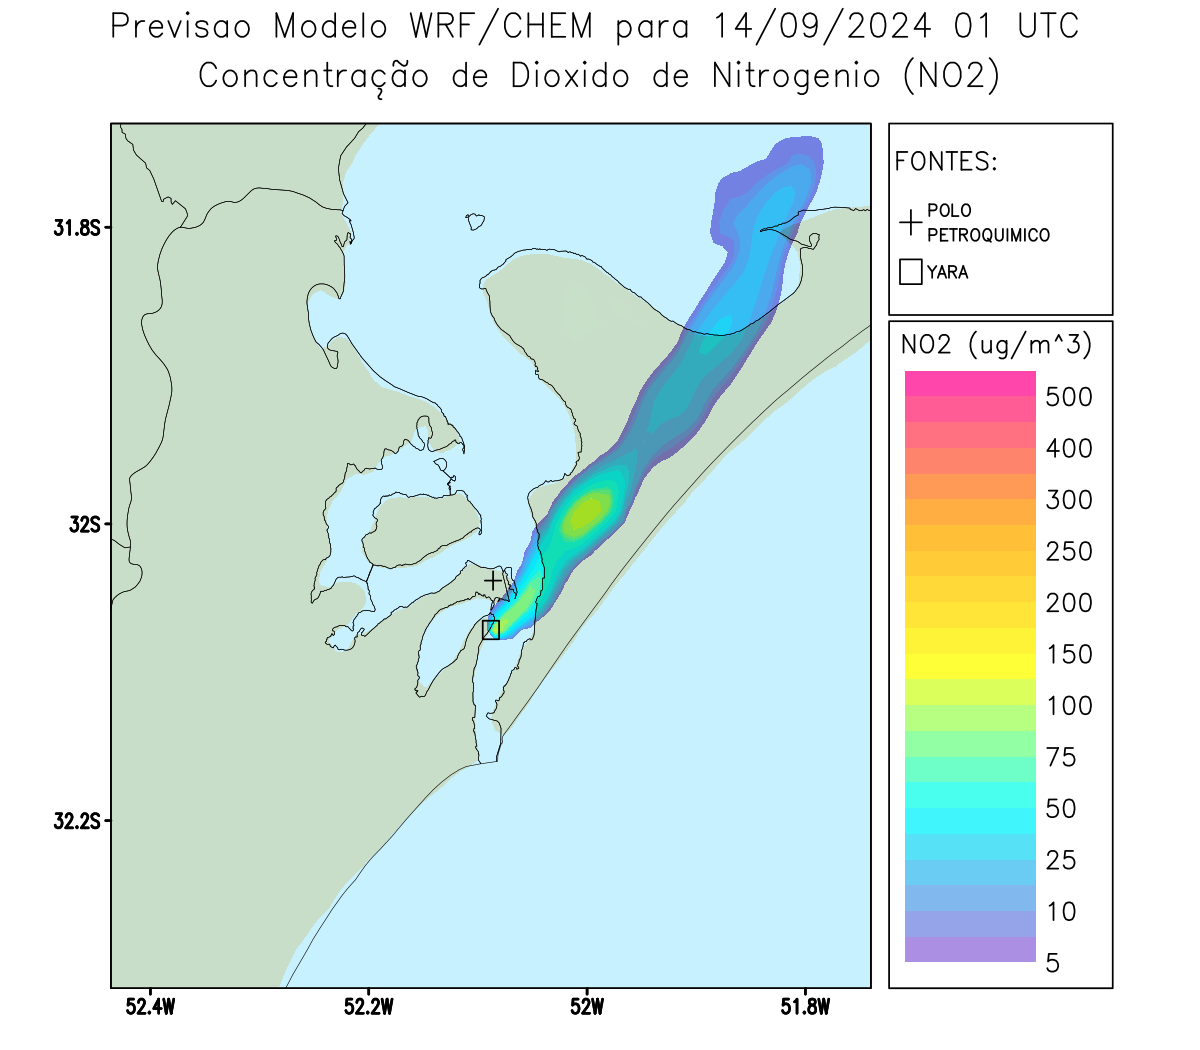 Previsao Modelo WRF/CHEM para 14/09/2024 01 UTC
Concentração de Dioxido de Nitrogenio (NO2)
FONTES:
POLO
PETROQUIMICO
YARA
31.8S
32S
32.2S
52.4W
52.2W
52W
51.8W
NO2 (ug/m^3)
500
400
300
250
200
150
100
75
50
25
10
5